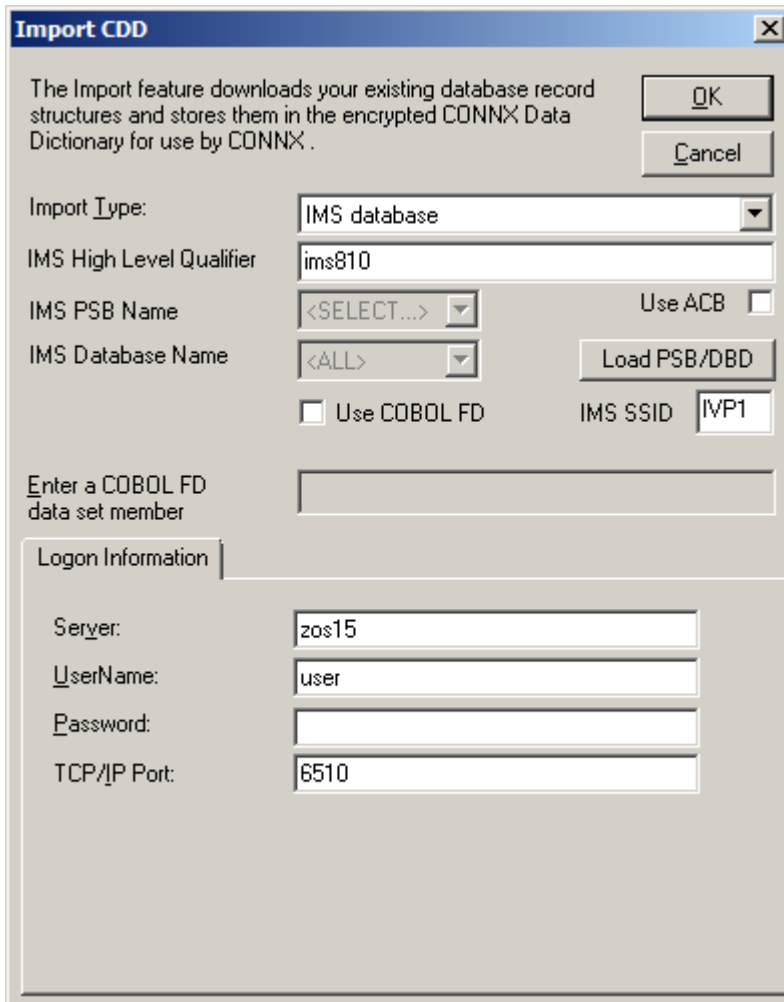 Import CDD
The Import feature downloads your existing database record
structures and stores them in the encrypted CONNX Data
Dictionary for use by CONNX .
OK
Cancel
Import Type:
IMS database
IMS High Level Qualifier
ims810
IMS PSB Name
<SELECT...>
Use ACB
IMS Database Name
<ALL>
Load PSB/DBD
Use COBOL FD
IMS SSID
IVP1
Enter a COBOL FD
data set member
Logon Information
Server:
zos15
UserName:
user
Password:
TCP/IP Port:
6510